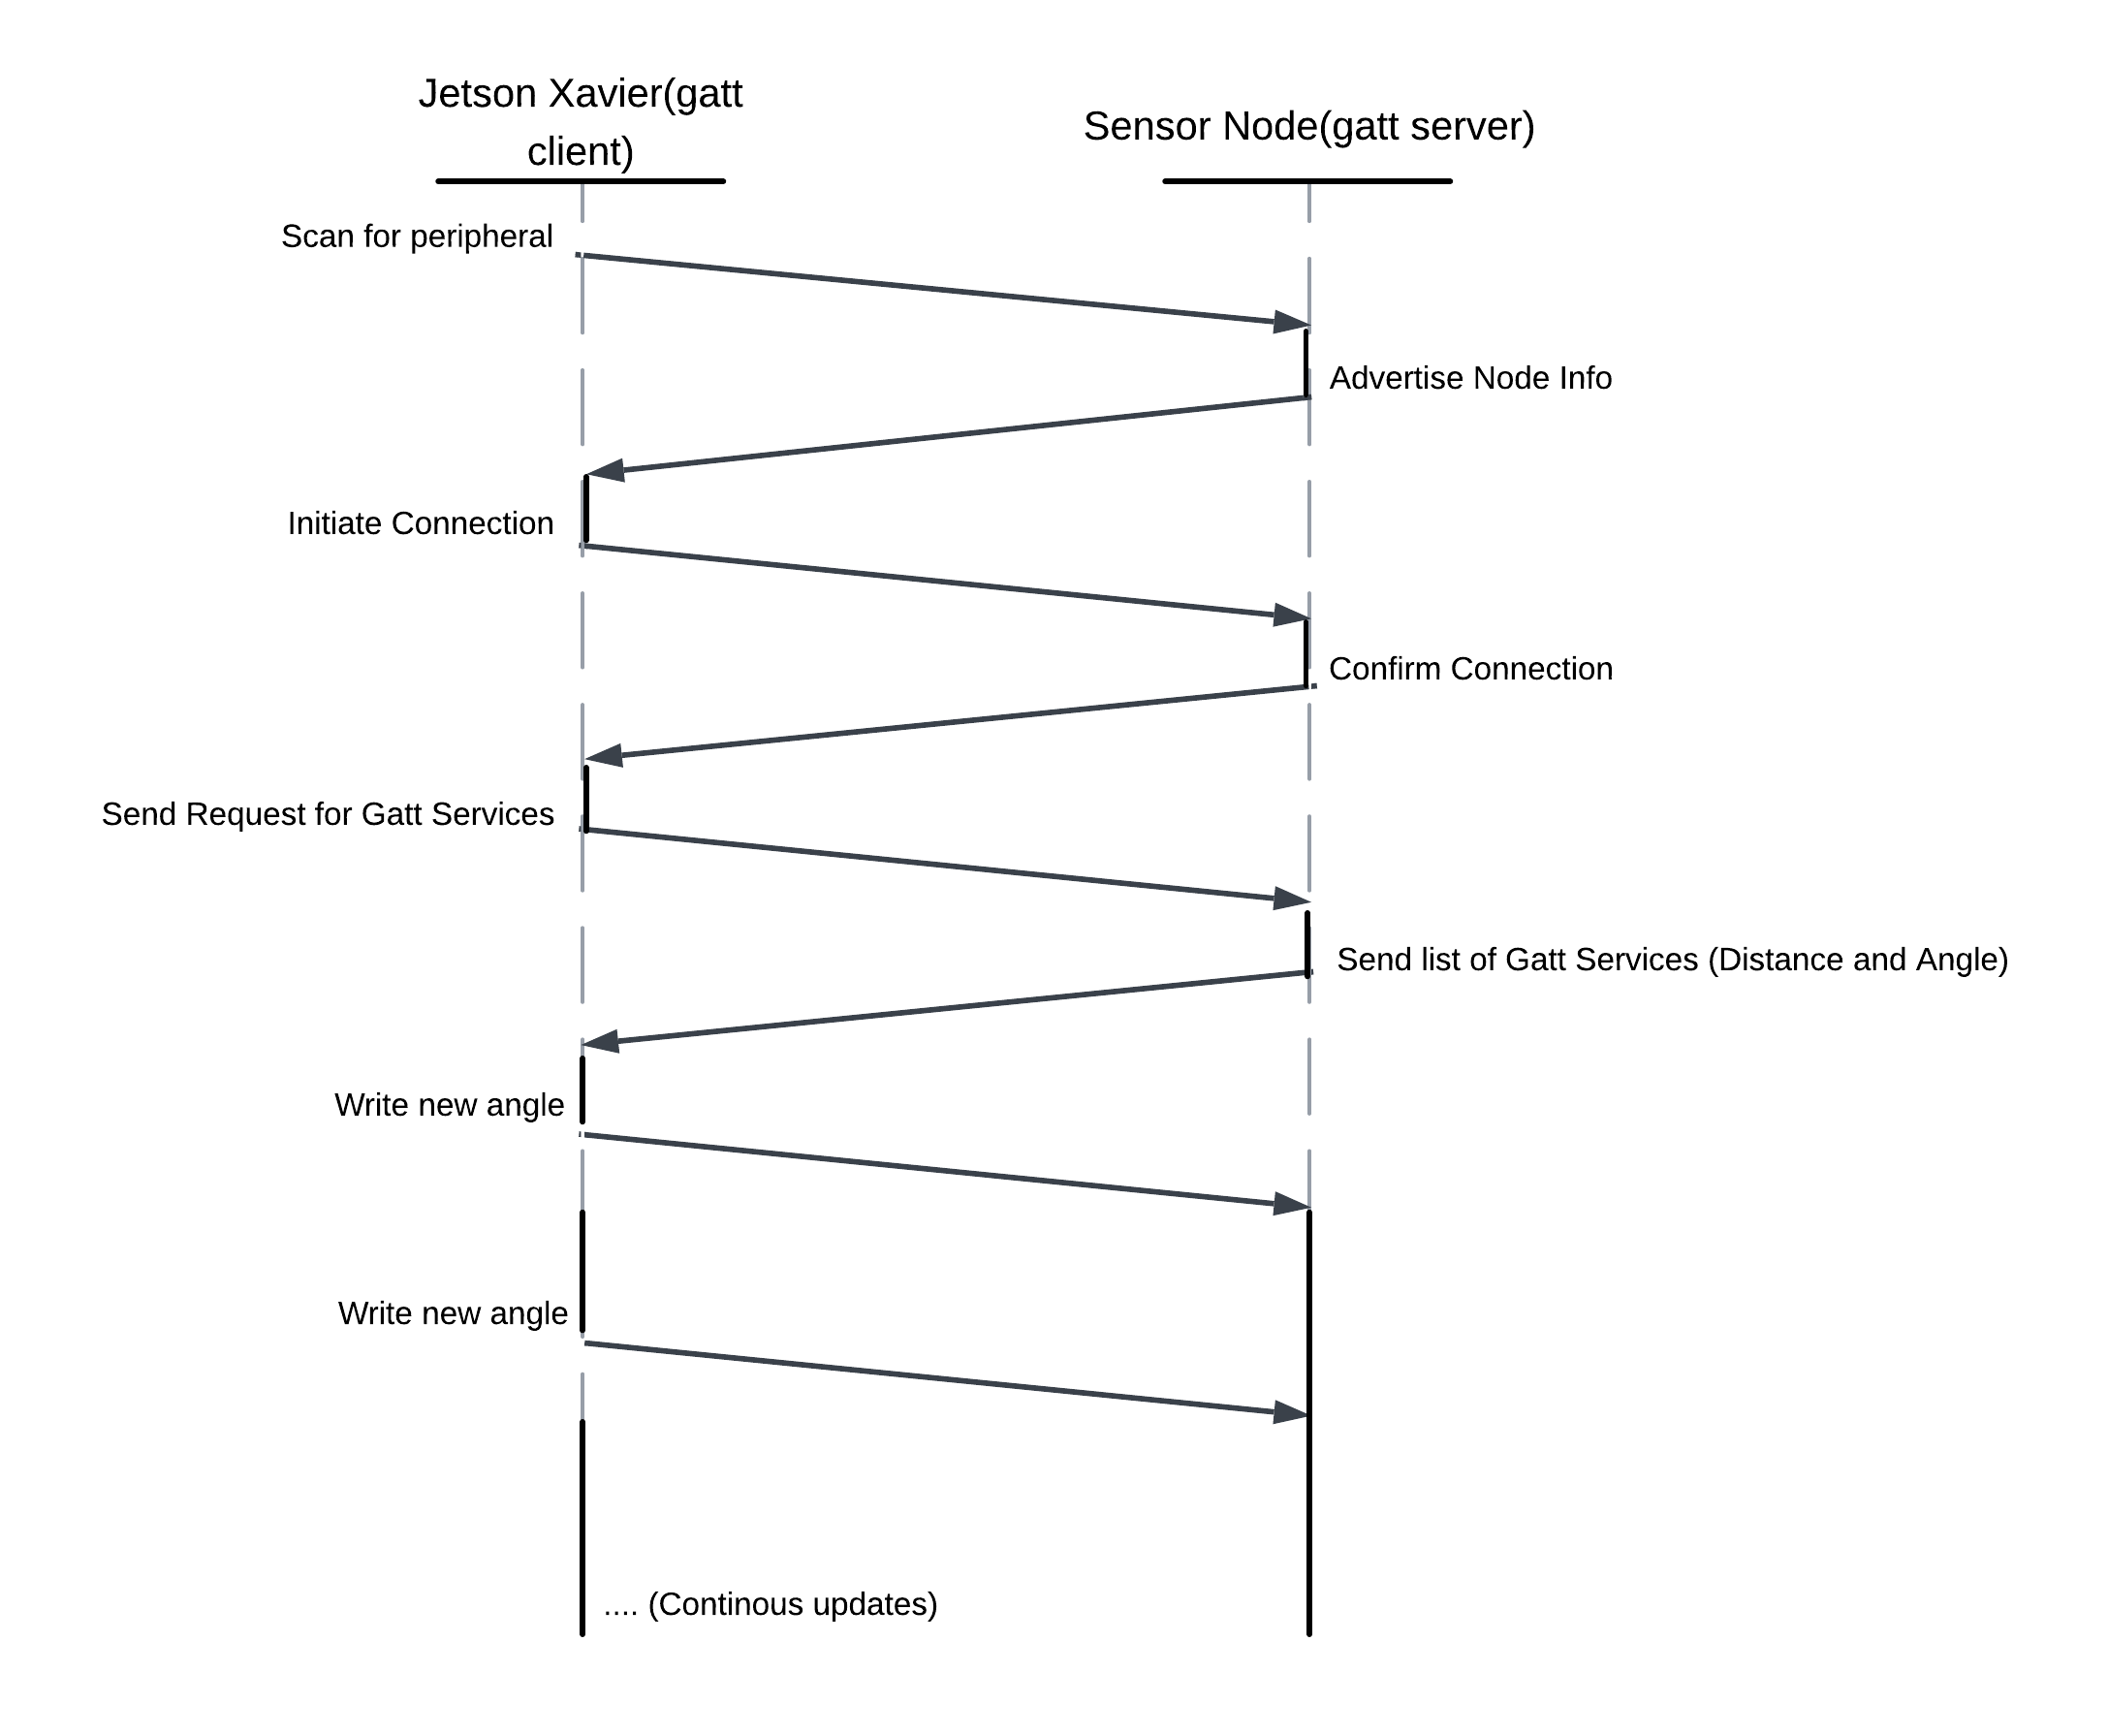 Jetson Xavier(gatt
client)
Sensor Node(gatt server)
Scan for peripheral
Advertise Node Info
Initiate Connection
Confirm Connection
Send Request for Gatt Services
Send list of Gatt Services (Distance and Angle)
Write new angle
Write new angle
.... (Continous updates)